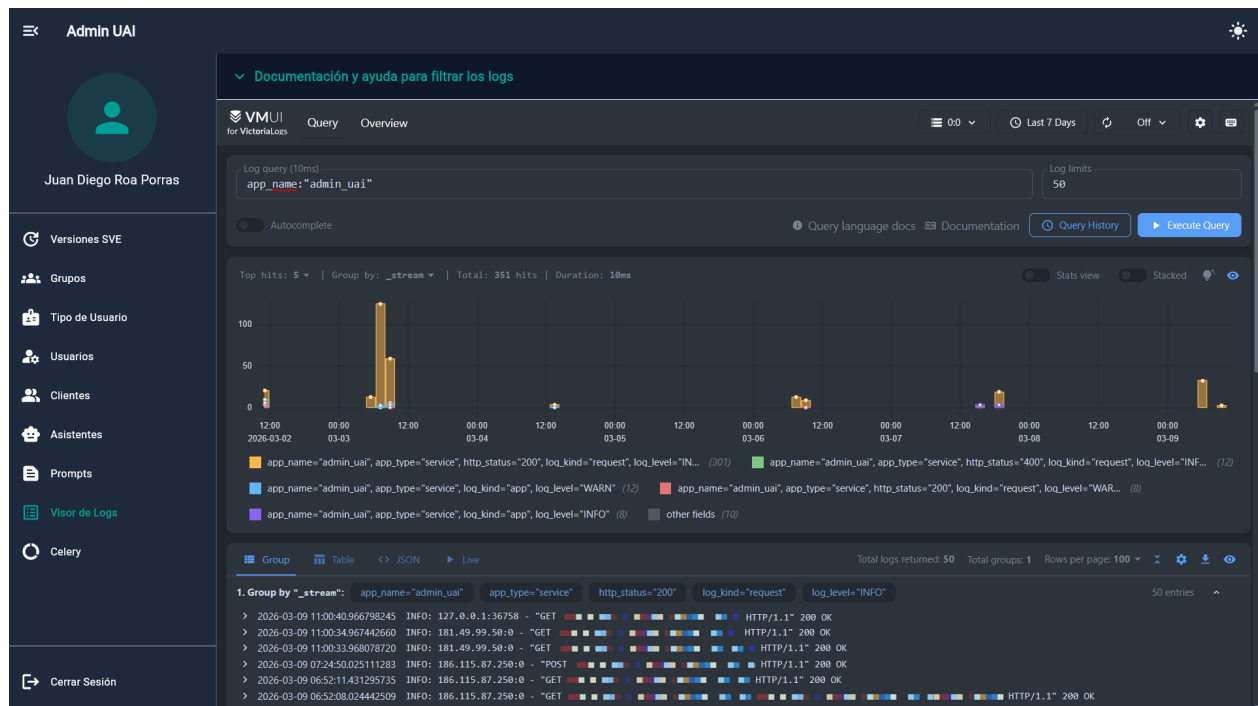 Admin UAI
Juan Diego Roa Porras
Versiones SVE
Grupos
Tipo de Usuario
Usuarios
Clientes
Asistentes
Prompts
Visor de Logs
Celery
Cerrar Sesión
Documentación y ayuda para filtrar los logs
VMUI
for VictoriaLogs
Query Overview
0:0 Last 7 Days Off
Log query (10ms)
app_name:"admin_uai"
Log limits
50
Autocomplete
Query language docs Documentation Query History Execute Query
Top hits: 5 | Group by: _stream | Total: 351 hits | Duration: 10ms
Stats view Stacked
100
50
0
12:00 00:00 12:00 00:00 12:00 00:00 12:00 00:00 12:00 00:00 12:00 00:00 12:00 00:00
2026-03-02 03-03 03-04 03-05 03-06 03-07 03-08 03-09
app_name="admin_uai", app_type="service", http_status="200", log_kind="request", log_level="IN... (301)
app_name="admin_uai", app_type="service", http_status="400", log_kind="request", log_level="INF... (12)
app_name="admin_uai", app_type="service", log_kind="app", log_level="WARN" (12)
app_name="admin_uai", app_type="service", http_status="200", log_kind="request", log_level="WAR... (8)
app_name="admin_uai", app_type="service", log_kind="app", log_level="INFO" (8)
other fields (10)
Group Table <> JSON Live
Total logs returned: 50 Total groups: 1 Rows per page: 100
1. Group by "_stream": app_name="admin_uai" app_type="service" http_status="200" log_kind="request" log_level="INFO" 50 entries
2026-03-09 11:00:40.966798245 INFO: 127.0.0.1:36758 - "GET HTTP/1.1" 200 OK
2026-03-09 11:00:34.967442660 INFO: 181.49.99.50:0 - "GET HTTP/1.1" 200 OK
2026-03-09 11:00:33.968078720 INFO: 181.49.99.50:0 - "GET HTTP/1.1" 200 OK
2026-03-09 07:24:50.025111283 INFO: 186.115.87.250:0 - "POST HTTP/1.1" 200 OK
2026-03-09 06:52:11.431295735 INFO: 186.115.87.250:0 - "GET HTTP/1.1" 200 OK
2026-03-09 06:52:08.024442509 INFO: 186.115.87.250:0 - "GET HTTP/1.1" 200 OK